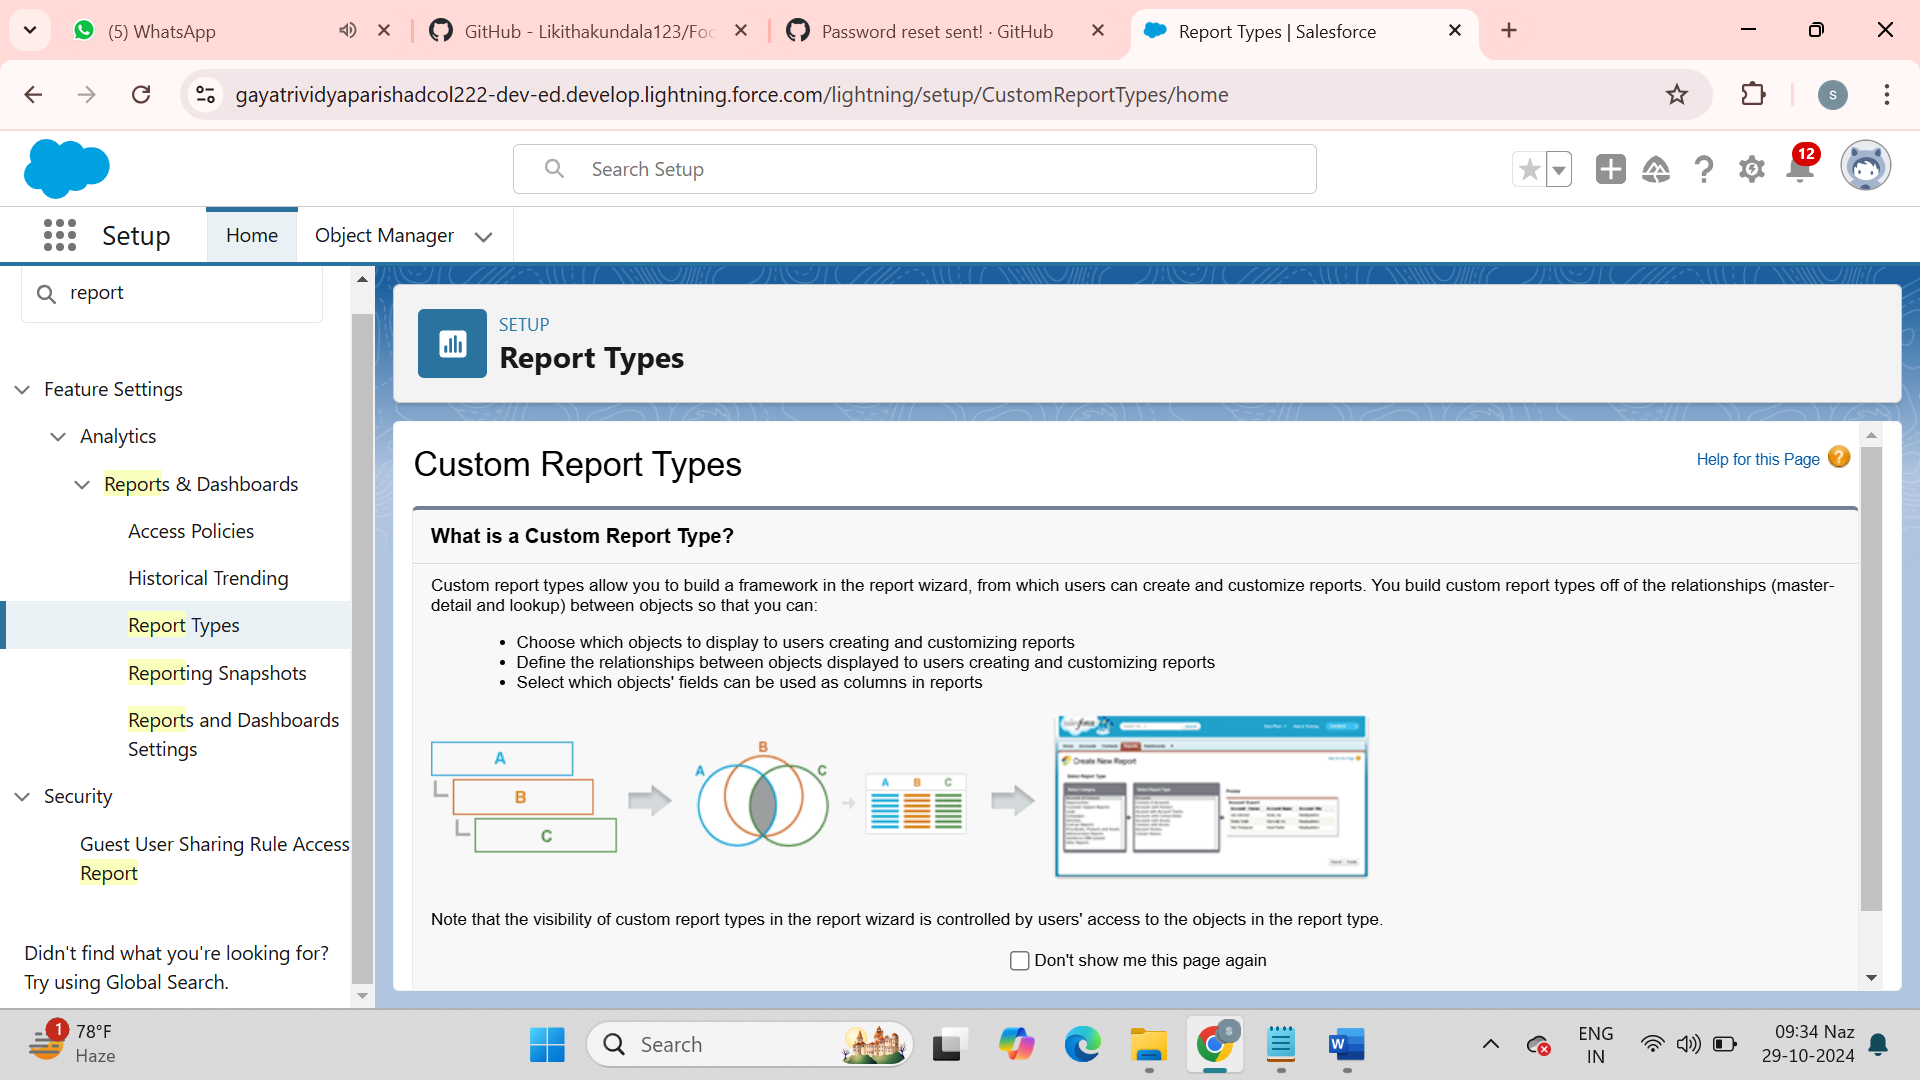 (5) WhatsApp
GitHub - Likithakundala123/Foo
Password reset sent! · GitHub
Report Types | Salesforce
gayatrividyaparishadcol222-dev-ed.develop.lightning.force.com/lightning/setup/CustomReportTypes/home
s
Search Setup
12
Setup
Home
Object Manager
report
Feature Settings
Analytics
Reports & Dashboards
Access Policies
Historical Trending
Report Types
Reporting Snapshots
Reports and Dashboards
Settings
Security
Guest User Sharing Rule Access
Report
Didn't find what you're looking for?
Try using Global Search.
SETUP
Report Types
Custom Report Types
Help for this Page
?
What is a Custom Report Type?
Custom report types allow you to build a framework in the report wizard, from which users can create and customize reports. You build custom report types off of the relationships (master-
detail and lookup) between objects so that you can:
• Choose which objects to display to users creating and customizing reports
• Define the relationships between objects displayed to users creating and customizing reports
• Select which objects' fields can be used as columns in reports
A
B
C
A
B
C
A B C
Create New Report
Note that the visibility of custom report types in the report wizard is controlled by users' access to the objects in the report type.
Don't show me this page again
1
78°F
Haze
Search
S
W
ENG
IN
09:34 Naz
29-10-2024